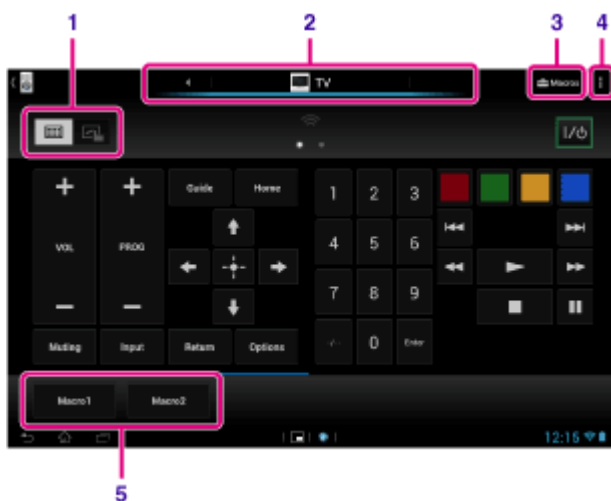 1 2 3 4
TV
Macros
I/⏻
+ + Guide Home 1 2 3
VOL PROG 4 5 6
− − 7 8 9
Muting Input Return Options -/-- 0 Enter
Macro1 Macro2
12:15
5